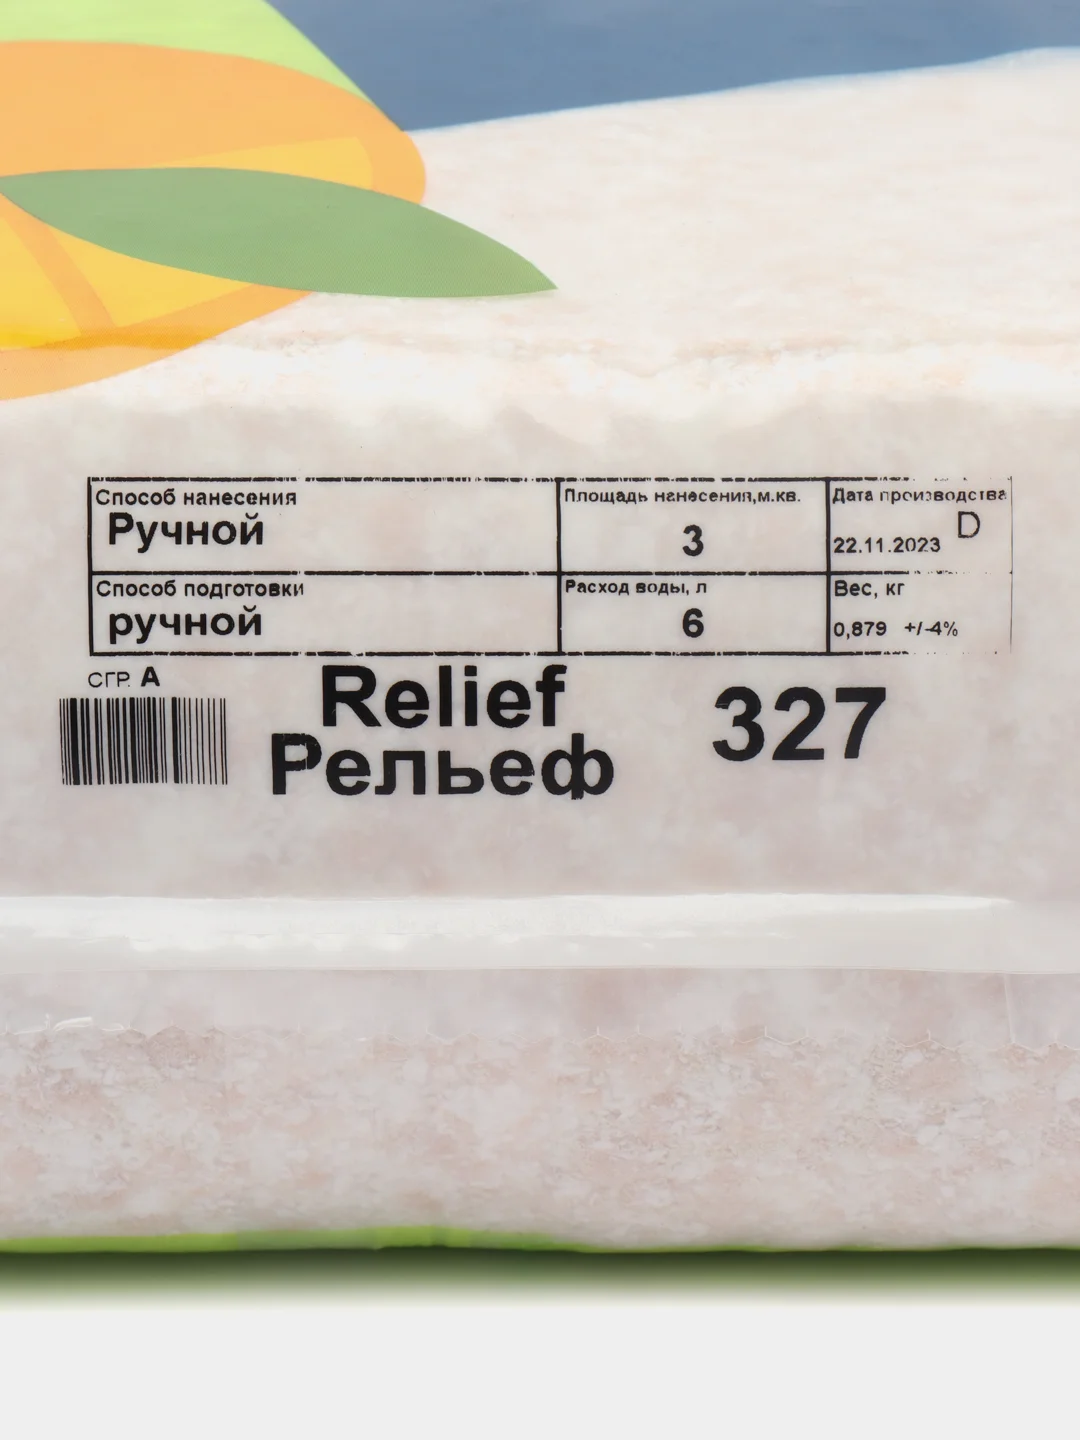 Способ нанесения
Ручной
Площадь нанесения,м.кв.
3
Дата производства
22.11.2023 D
Способ подготовки
ручной
Расход воды, л
6
Вес, кг
0,879 +/-4%
СГР. А
Relief
Рельеф
327